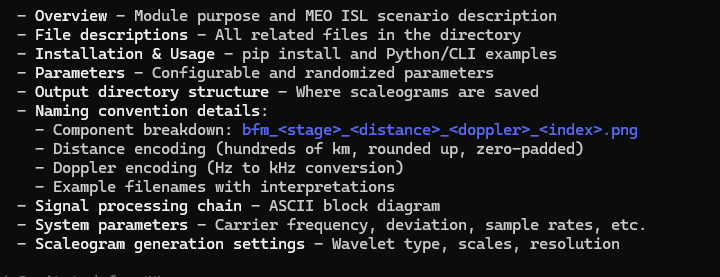 - Overview - Module purpose and MEO ISL scenario description
- File descriptions - All related files in the directory
- Installation & Usage - pip install and Python/CLI examples
- Parameters - Configurable and randomized parameters
- Output directory structure - Where scaleograms are saved
- Naming convention details:
- Component breakdown: bfm_<stage>_<distance>_<doppler>_<index>.png
- Distance encoding (hundreds of km, rounded up, zero-padded)
- Doppler encoding (Hz to kHz conversion)
- Example filenames with interpretations
- Signal processing chain - ASCII block diagram
- System parameters - Carrier frequency, deviation, sample rates, etc.
- Scaleogram generation settings - Wavelet type, scales, resolution